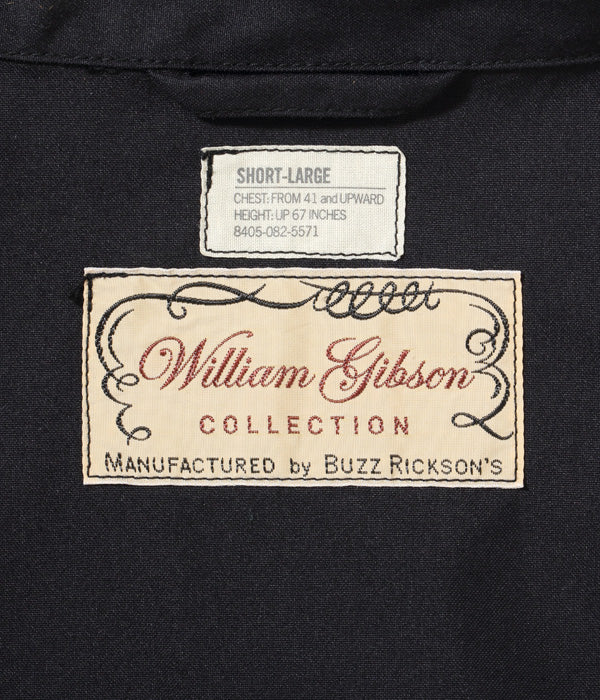 SHORT-LARGE
CHEST: FROM 41 and UPWARD
HEIGHT: UP 67 INCHES
8405-082-5571
William Gibson
COLLECTION
MANUFACTURED by BUZZ RICKSON'S